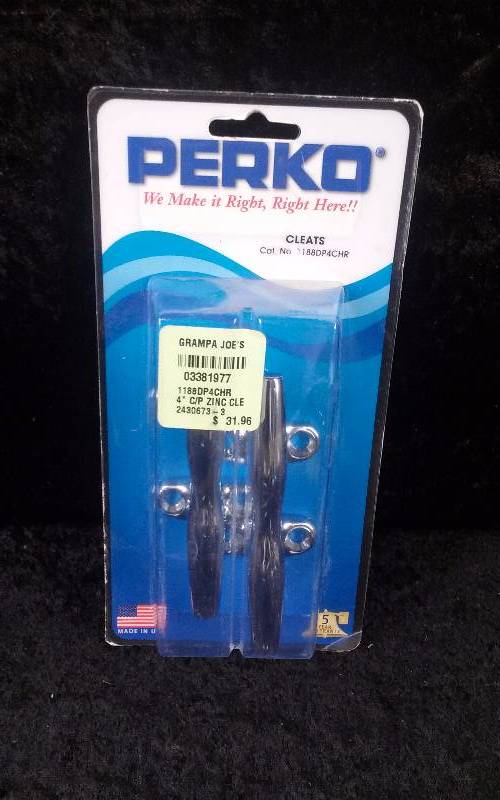 PERKO®
We Make it Right, Right Here!!
CLEATS
Cat. No. 1188DP4CHR
GRAMPA JOE'S
03381977
1188DP4CHR
4" C/P ZINC CLE
2430673-3
$ 31.96
MADE IN U
5
YEAR